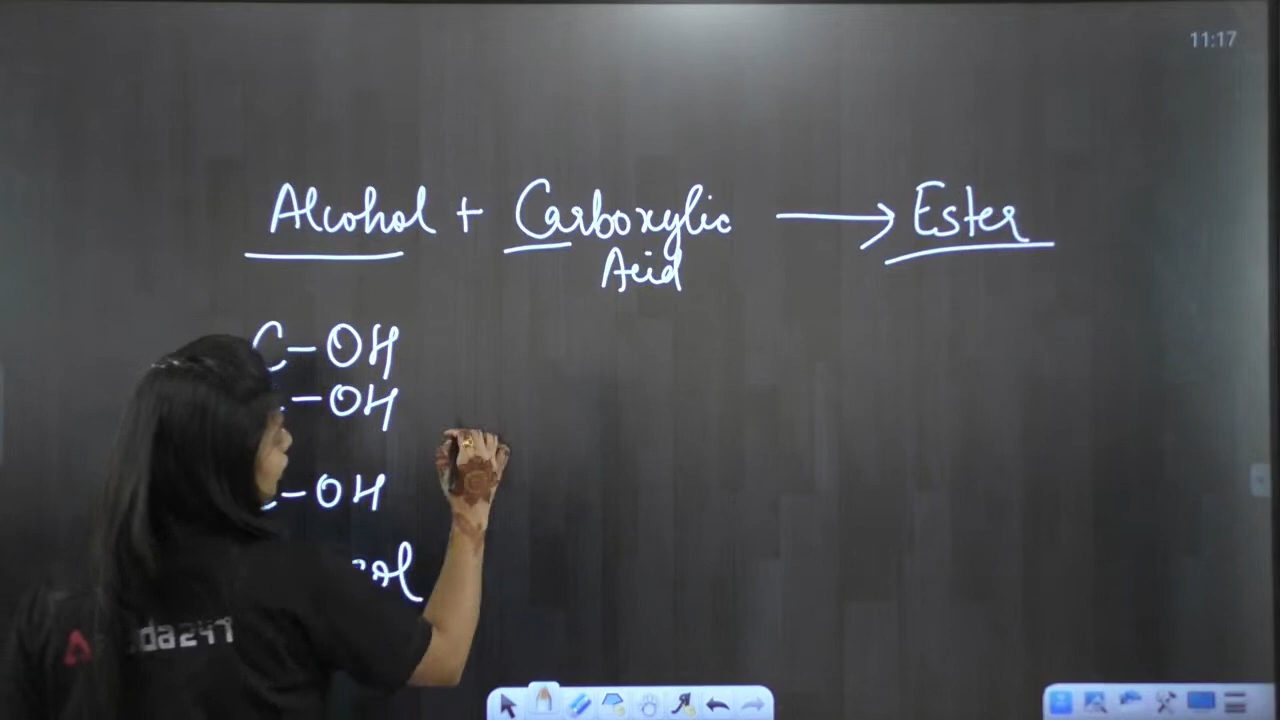 11:17
Alcohol + Carboxylic → Ester
Acid
C-OH
-OH
-OH
ol
da247